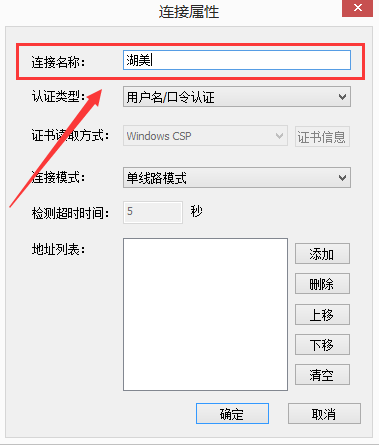 连接属性
连接名称： 湖美
认证类型： 用户名/口令认证
证书读取方式： Windows CSP 证书信息
连接模式： 单线路模式
检测超时时间： 5 秒
地址列表：
添加
删除
上移
下移
清空
确定 取消